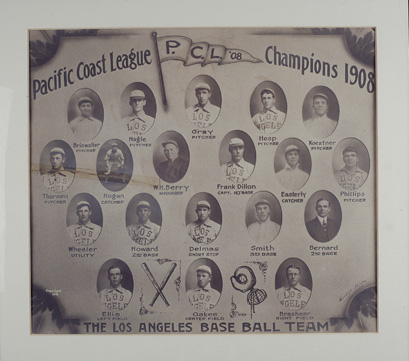 Pacific Coast League P.C.L. '08 Champions 1908
Briswalter
PITCHER
Nagle
PITCHER
Gray
PITCHER
Hosp
PITCHER
Koestner
PITCHER
Thorsen
PITCHER
Hogan
CATCHER
W.H. Berry
MANAGER
Frank Dillon
CAPT. 1st BASE
Easterly
CATCHER
Phillips
PITCHER
Wheeler
UTILITY
Howard
2nd BASE
Delmas
SHORT STOP
Smith
3rd BASE
Bernard
2nd BASE
Ellis
LEFT FIELD
Oakes
CENTER FIELD
Brashear
RIGHT FIELD
THE LOS ANGELES BASE BALL TEAM